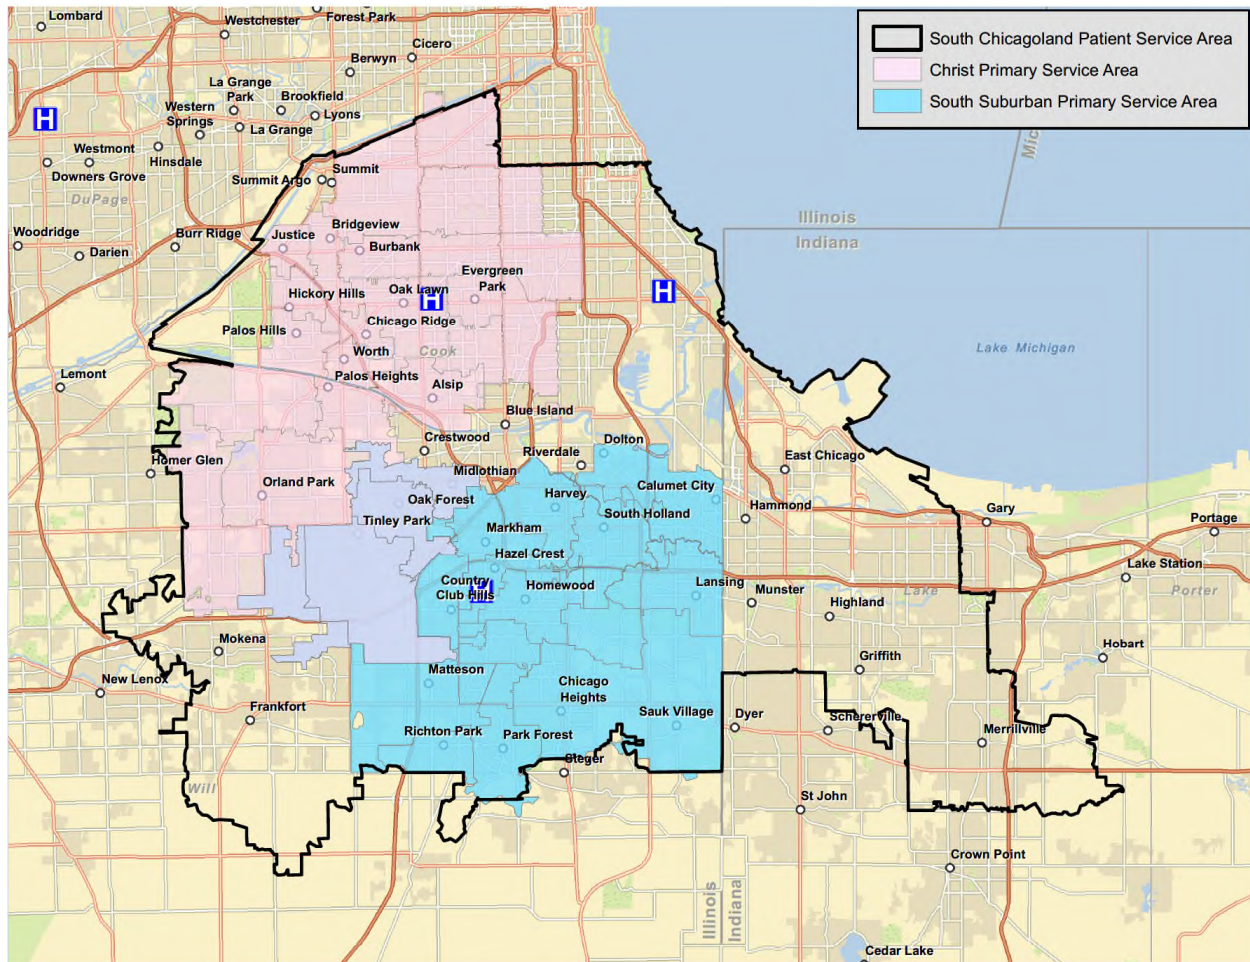 Lombard
Westchester
Forest Park
Cicero
Berwyn
La Grange
Park
Brookfield
Western
Springs
Lyons
La Grange
H
Westmont
Hinsdale
Downers Grove
Summit
Summit Argo
DuPage
Woodridge
Darien
Burr Ridge
Justice
Bridgeview
Burbank
Evergreen
Park
Hickory Hills
Oak Lawn
H
H
Palos Hills
Chicago Ridge
Worth
Cook
Palos Heights
Alsip
Lemont
Blue Island
Crestwood
Dolton
Riverdale
Homer Glen
Midlothian
East Chicago
Orland Park
Oak Forest
Harvey
Calumet City
Tinley Park
Markham
South Holland
Hammond
Gary
Portage
Hazel Crest
Country
Club Hills
H
Homewood
Lansing
Munster
Highland
Lake
Lake Station
Porter
Mokena
Griffith
Hobart
New Lenox
Matteson
Chicago
Heights
Frankfort
Sauk Village
Dyer
Schererville
Merrillville
Richton Park
Park Forest
Steger
Will
St John
Crown Point
Illinois
Indiana
Cedar Lake
Illinois
Indiana
Lake Michigan
Mic
South Chicagoland Patient Service Area
Christ Primary Service Area
South Suburban Primary Service Area